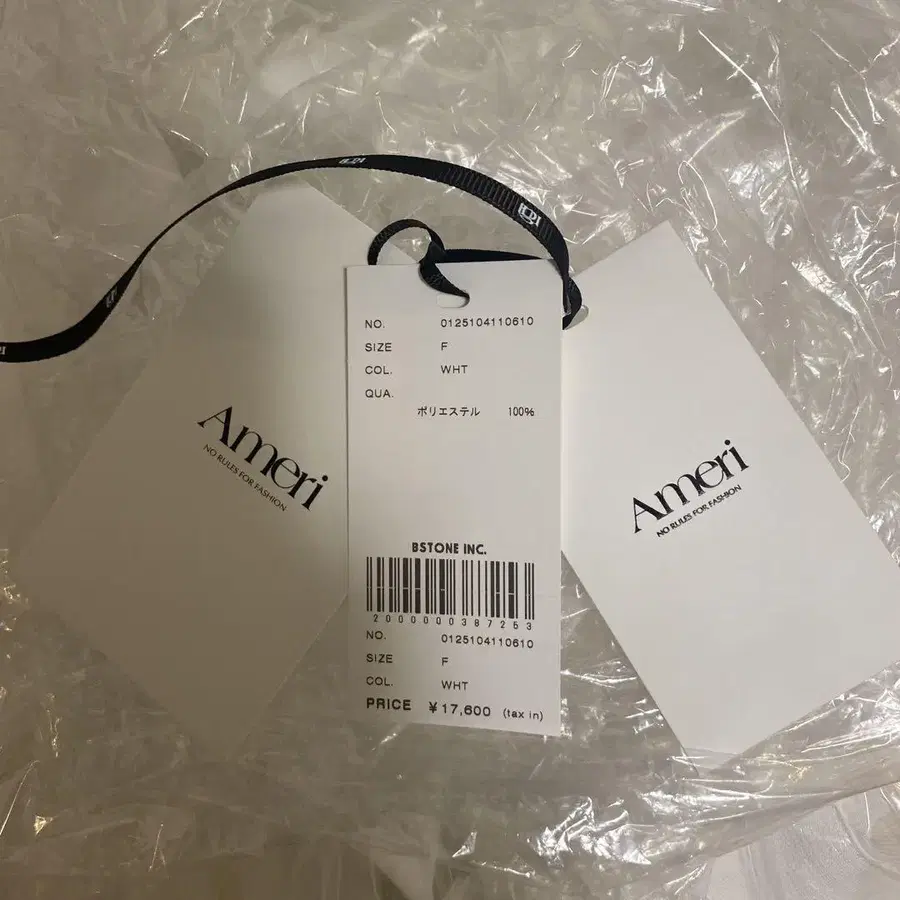 NO. 0125104110610
SIZE F
COL. WHT
QUA.
ポリエステル 100%
BSTONE INC.
2000000387253
NO. 0125104110610
SIZE F
COL. WHT
PRICE ¥17,600 (tax in)
Ameri
NO RULES FOR FASHION
Ameri
NO RULES FOR FASHION